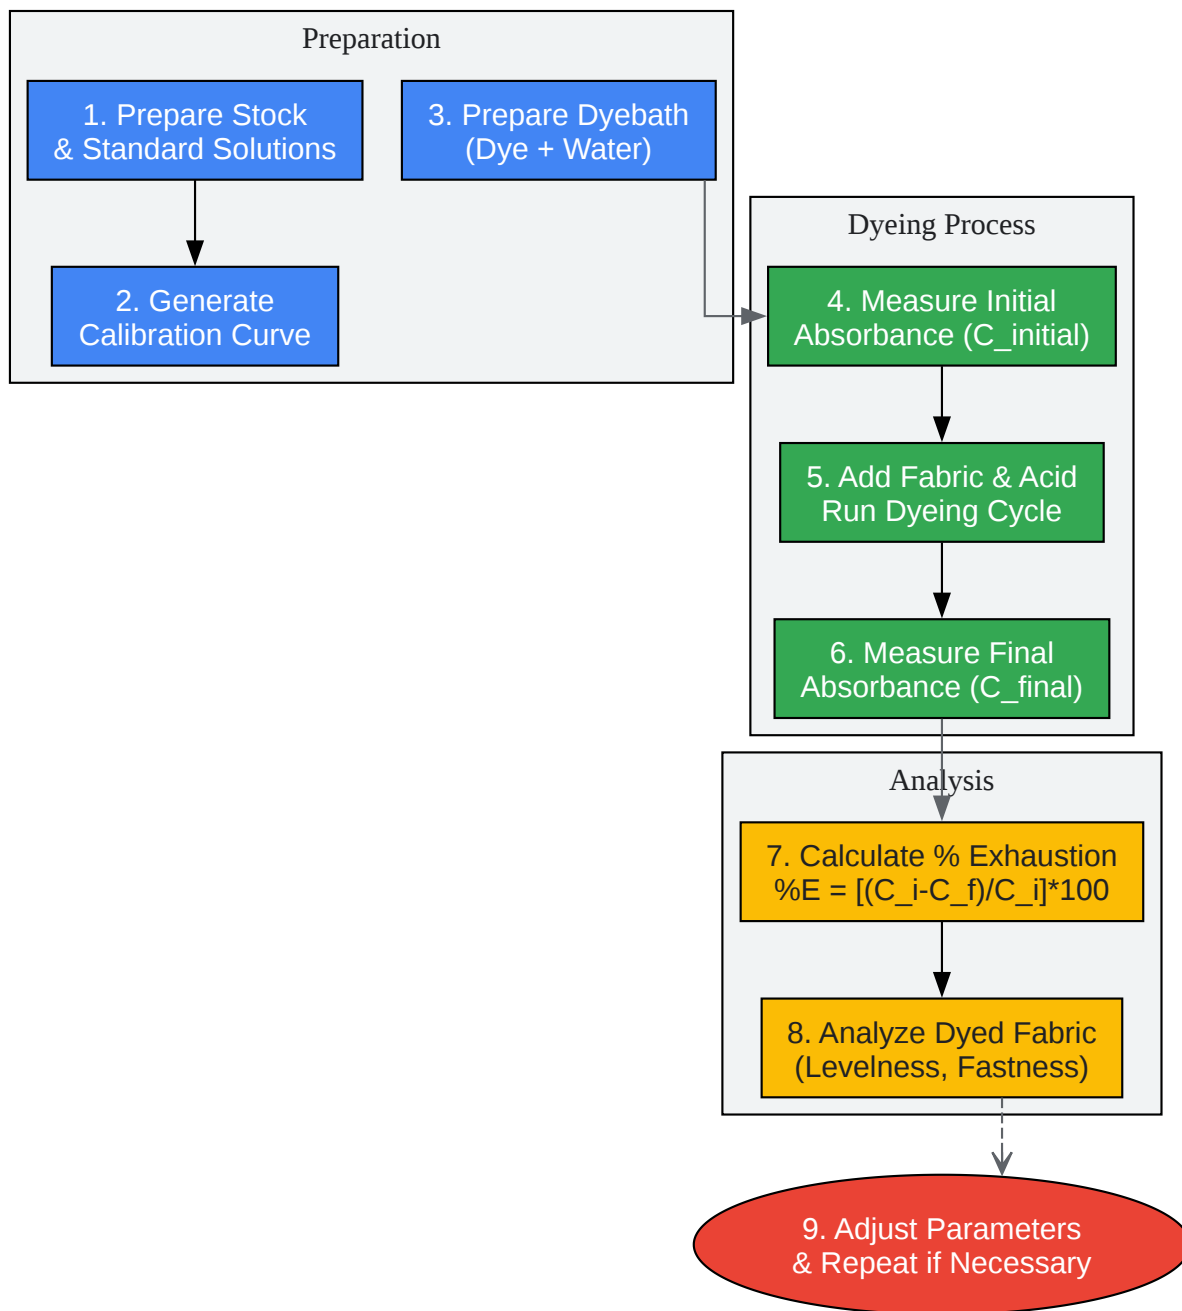 Preparation
1. Prepare Stock
& Standard Solutions
3. Prepare Dyebath
(Dye + Water)
2. Generate
Calibration Curve
Dyeing Process
4. Measure Initial
Absorbance (C_initial)
5. Add Fabric & Acid
Run Dyeing Cycle
6. Measure Final
Absorbance (C_final)
Analysis
7. Calculate % Exhaustion
%E = [(C_i-C_f)/C_i]*100
8. Analyze Dyed Fabric
(Levelness, Fastness)
9. Adjust Parameters
& Repeat if Necessary